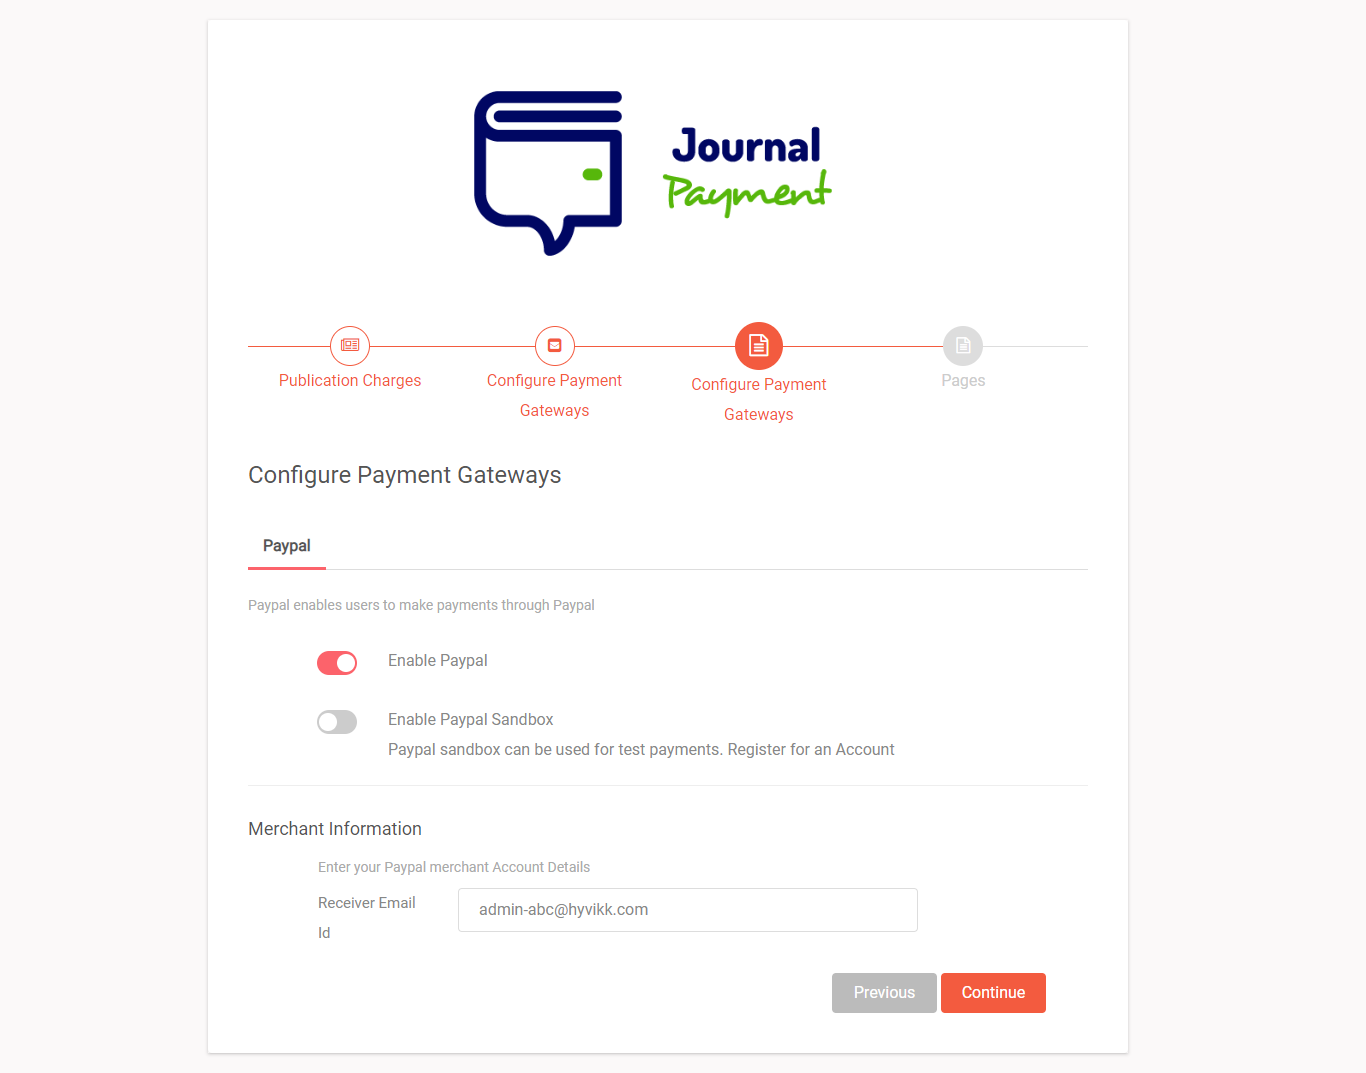 Journal
Payment
Publication Charges
Configure Payment
Gateways
Configure Payment
Gateways
Pages
Configure Payment Gateways
Paypal
Paypal enables users to make payments through Paypal
Enable Paypal
Enable Paypal Sandbox
Paypal sandbox can be used for test payments. Register for an Account
Merchant Information
Enter your Paypal merchant Account Details
Receiver Email
Id
admin-abc@hyvikk.com
Previous
Continue